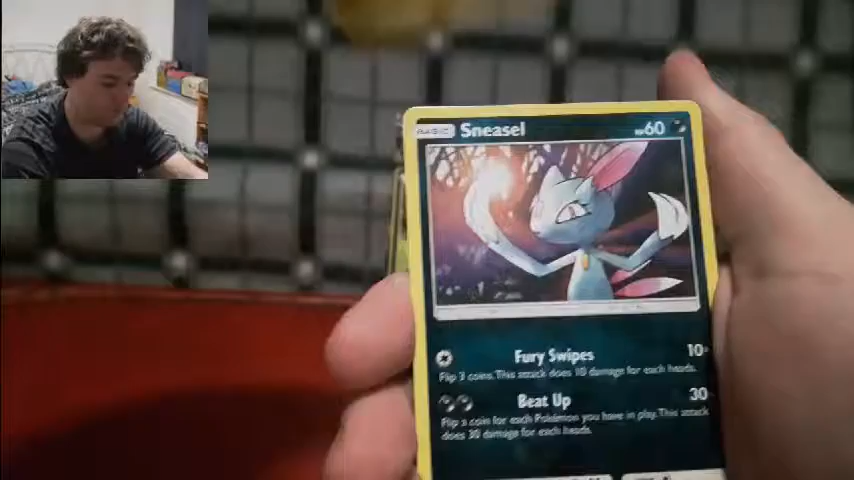 BASIC Sneasel HP60
Fury Swipes 10×
Flip 3 coins. This attack does 10 damage for each heads.
Beat Up 30
Flip a coin for each Pokémon you have in play. This attack
does 30 damage for each heads.